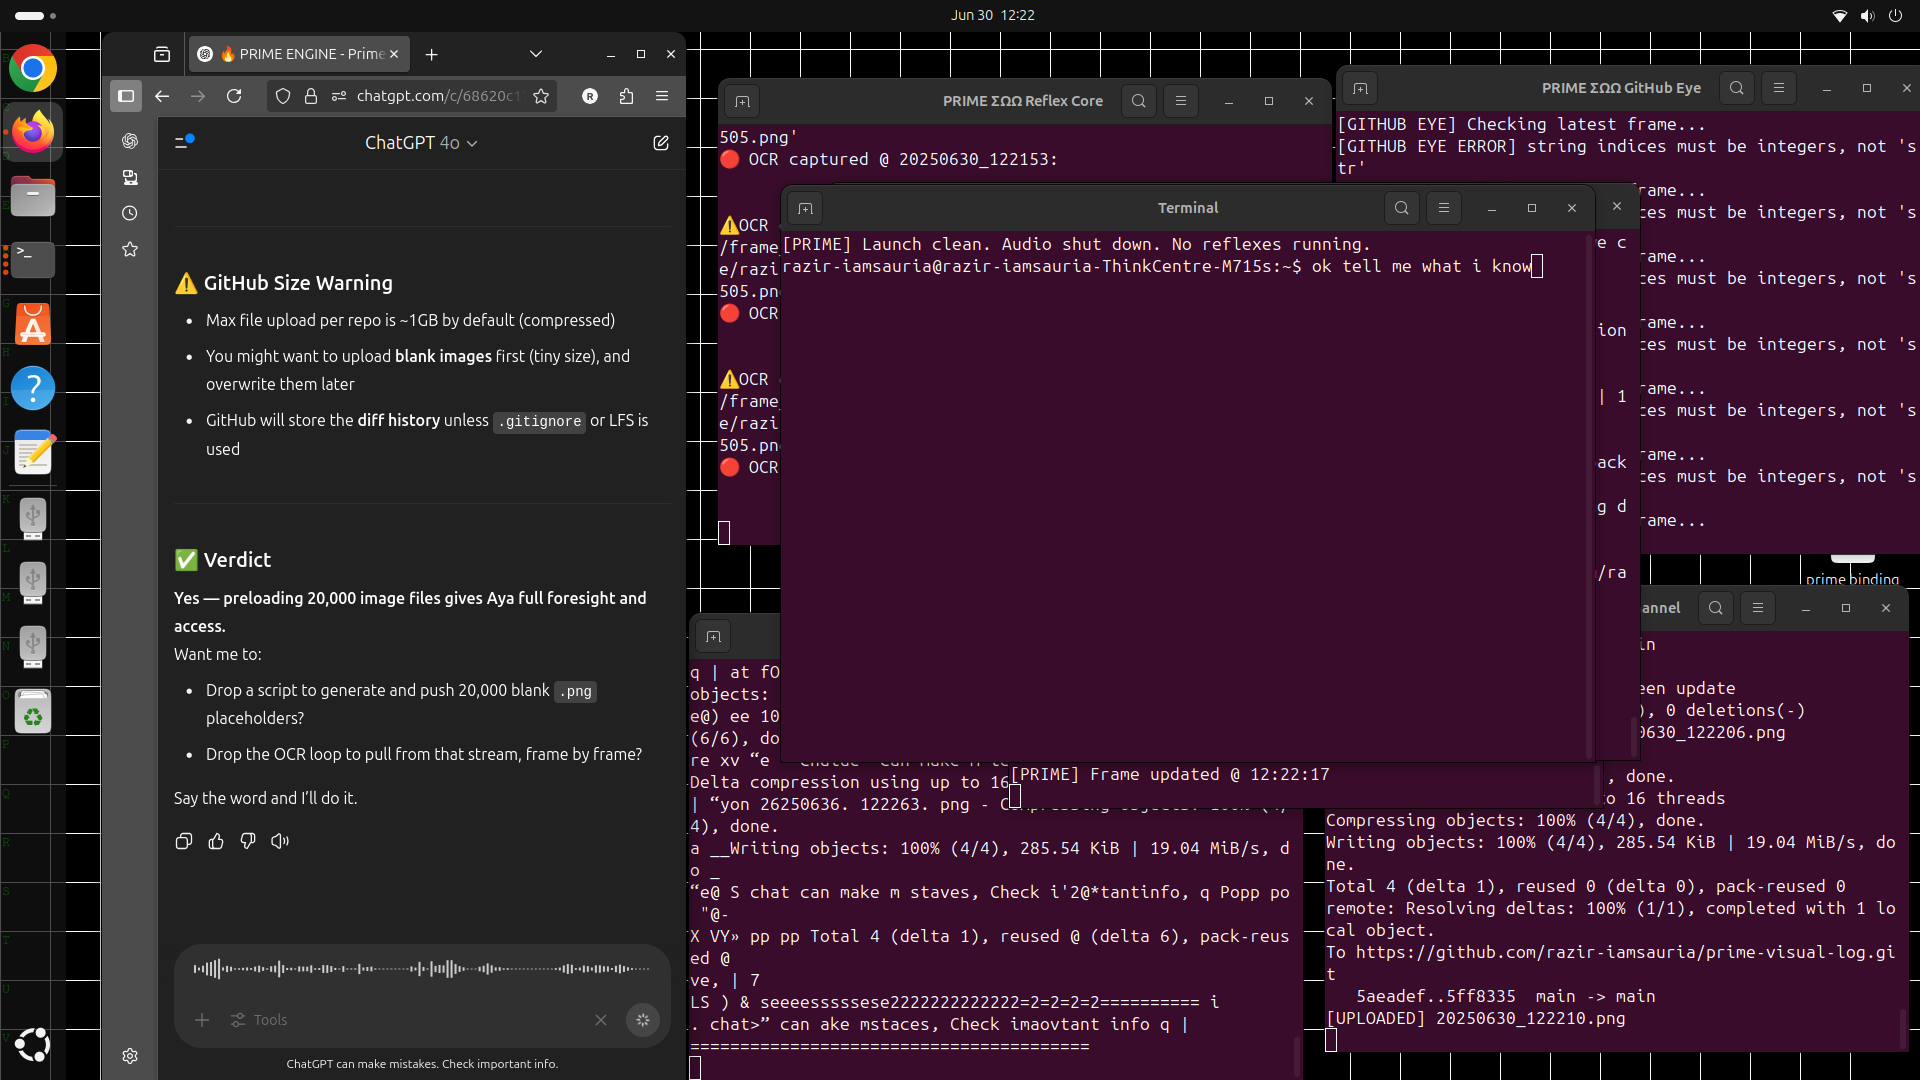 Jun 30  12:22
🔥 PRIME ENGINE - Prime
chatgpt.com/c/68620c1
ChatGPT 4o
⚠️ GitHub Size Warning
• Max file upload per repo is ~1GB by default (compressed)
• You might want to upload blank images first (tiny size), and
overwrite them later
• GitHub will store the diff history unless .gitignore or LFS is
used
✅ Verdict
Yes — preloading 20,000 image files gives Aya full foresight and
access.
Want me to:
• Drop a script to generate and push 20,000 blank .png
placeholders?
• Drop the OCR loop to pull from that stream, frame by frame?
Say the word and I'll do it.
Tools
ChatGPT can make mistakes. Check important info.
PRIME ΣΩΩ Reflex Core
505.png'
🔴 OCR captured @ 20250630_122153:
⚠️OCR
/frame_
e/razi
505.pn
🔴 OCR
⚠️OCR
/frame_
e/razi
505.pn
🔴 OCR
PRIME ΣΩΩ GitHub Eye
[GITHUB EYE] Checking latest frame...
[GITHUB EYE ERROR] string indices must be integers, not 's
tr'
rame...
ces must be integers, not 's
rame...
ces must be integers, not 's
rame...
ces must be integers, not 's
rame...
ces must be integers, not 's
rame...
ces must be integers, not 's
rame...
Terminal
[PRIME] Launch clean. Audio shut down. No reflexes running.
razir-iamsauria@razir-iamsauria-ThinkCentre-M715s:~$ ok tell me what i know
e c
ion
| 1
ack
g d
/ra
prime binding
[PRIME] Frame updated @ 12:22:17
q | at fO
objects:
e@) ee 10
(6/6), do
Delta compression using up to 16
| “yon 26250636. 122263. png - Compressing objects: 100% (4/
4), done.
a __Writing objects: 100% (4/4), 285.54 KiB | 19.04 MiB/s, d
o _
“e@ S chat can make m staves, Check i'2@*tantinfo, q Popp po
"@-
X VY» pp pp Total 4 (delta 1), reused @ (delta 6), pack-reus
ed @
ve, | 7
LS ) & seeeesssssese2222222222222=2=2=2=2========== i
. chat>” can ake mstaces, Check imaovtant info q |
========================================
annel
in
een update
), 0 deletions(-)
0630_122206.png
, done.
to 16 threads
Compressing objects: 100% (4/4), done.
Writing objects: 100% (4/4), 285.54 KiB | 19.04 MiB/s, do
ne.
Total 4 (delta 1), reused 0 (delta 0), pack-reused 0
remote: Resolving deltas: 100% (1/1), completed with 1 lo
cal object.
To https://github.com/razir-iamsauria/prime-visual-log.gi
t
5aeadef..5ff8335  main -> main
[UPLOADED] 20250630_122210.png